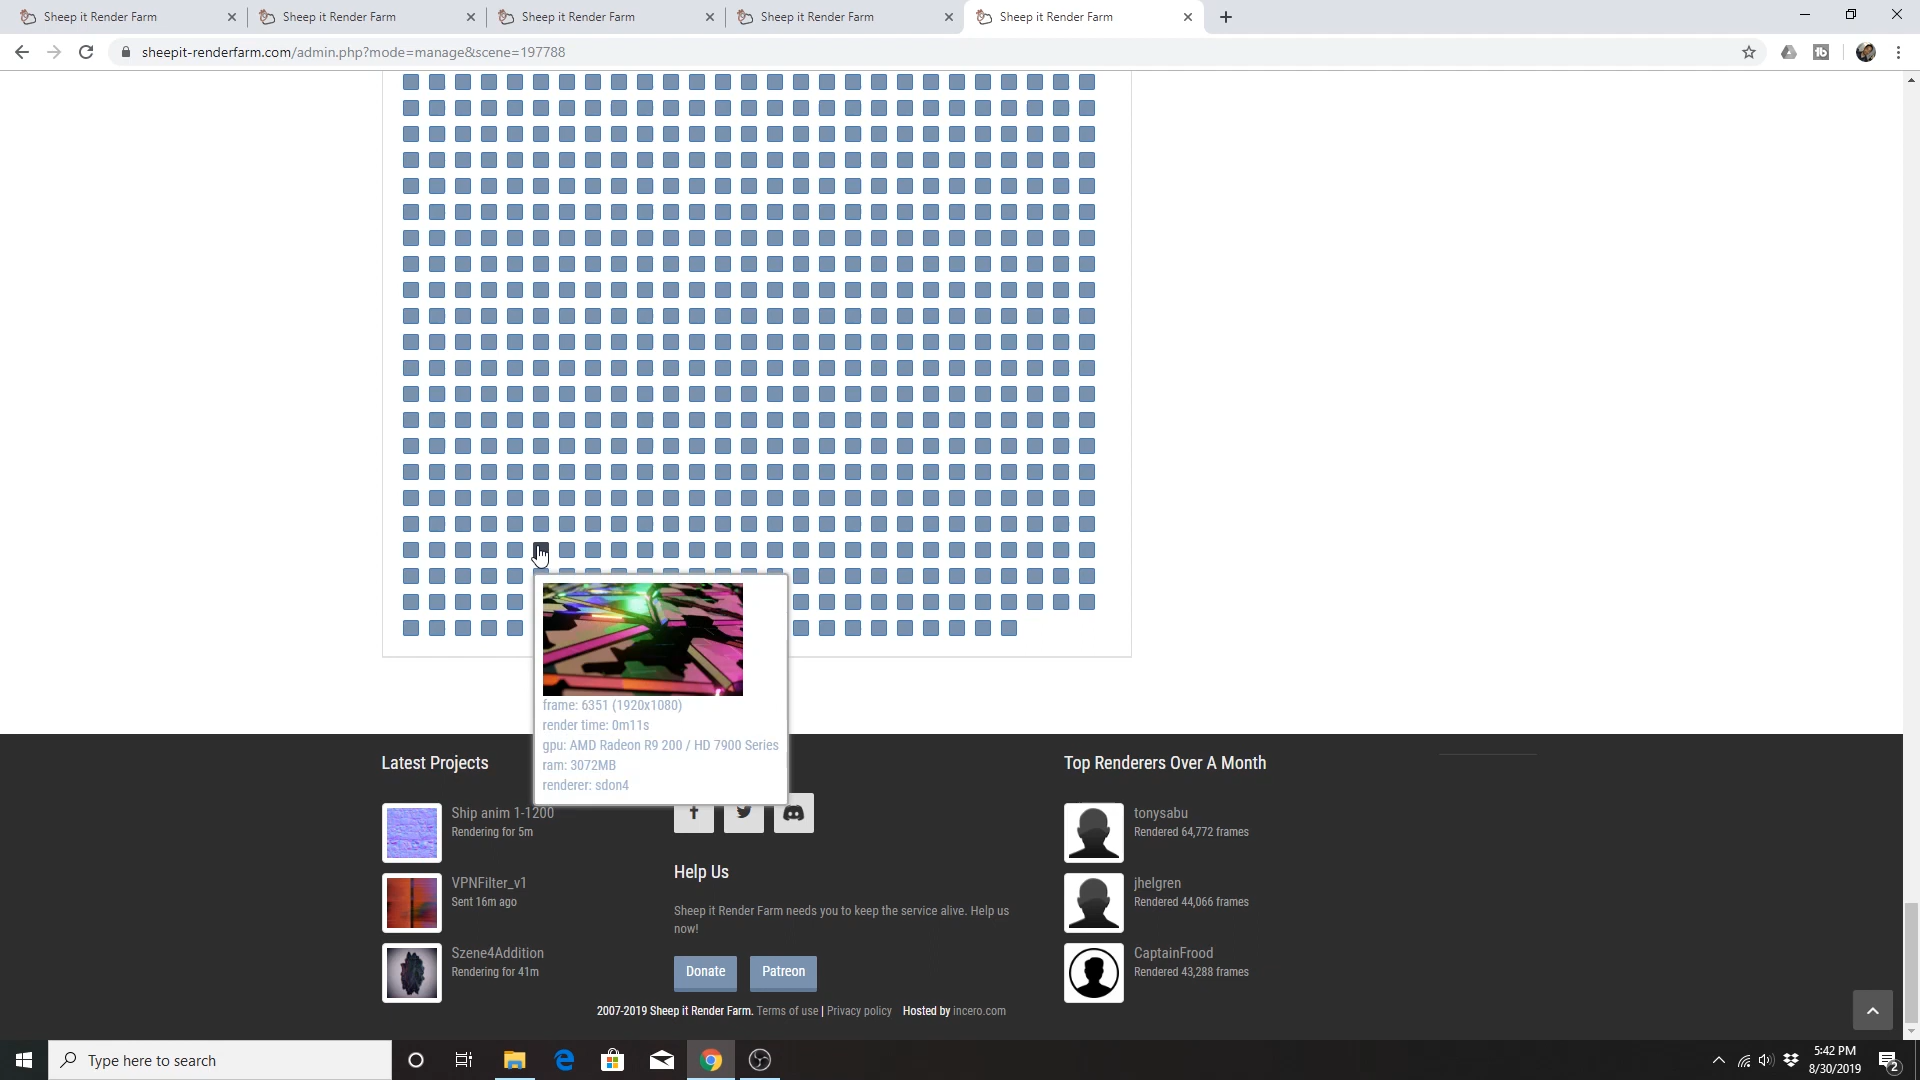 Sheep it Render Farm
Sheep it Render Farm
Sheep it Render Farm
Sheep it Render Farm
Sheep it Render Farm
sheepit-renderfarm.com/admin.php?mode=manage&scene=197788
frame: 6351 (1920x1080)
render time: 0m11s
gpu: AMD Radeon R9 200 / HD 7900 Series
ram: 3072MB
renderer: sdon4
Latest Projects
Ship anim 1-1200
Rendering for 5m
VPNFilter_v1
Sent 16m ago
Szene4Addition
Rendering for 41m
Help Us
Sheep it Render Farm needs you to keep the service alive. Help us
now!
Donate
Patreon
Top Renderers Over A Month
tonysabu
Rendered 64,772 frames
jhelgren
Rendered 44,066 frames
CaptainFrood
Rendered 43,288 frames
2007-2019 Sheep it Render Farm. Terms of use | Privacy policy Hosted by incero.com
Type here to search
5:42 PM
8/30/2019
2